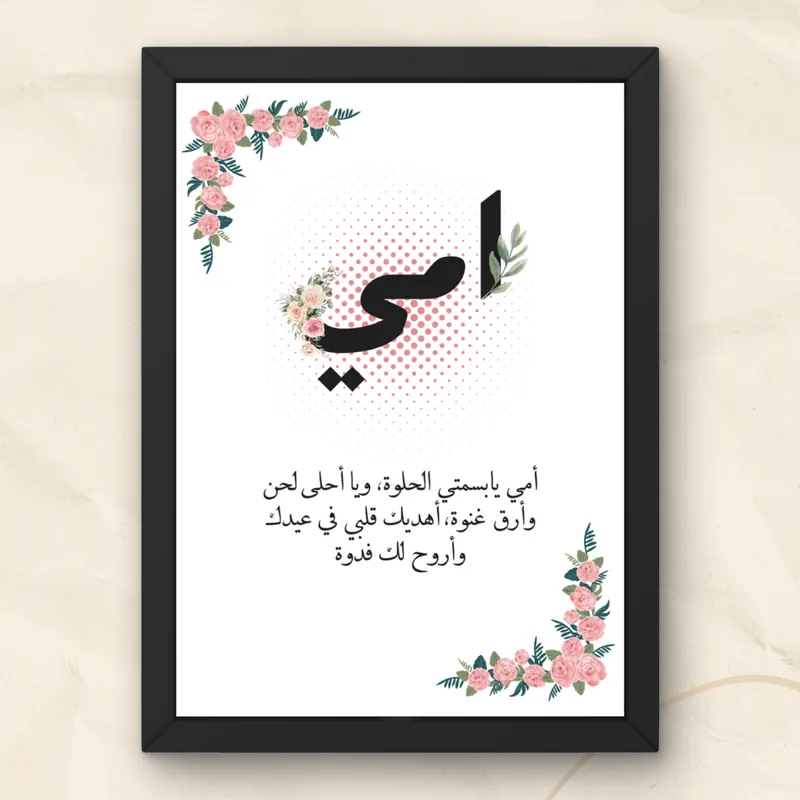 امي
أمي يابسمتي الحلوة، ويا أحلى لحن
وأرق غنوة، أهديك قلبي في عيدك
وأروح لك فدوة